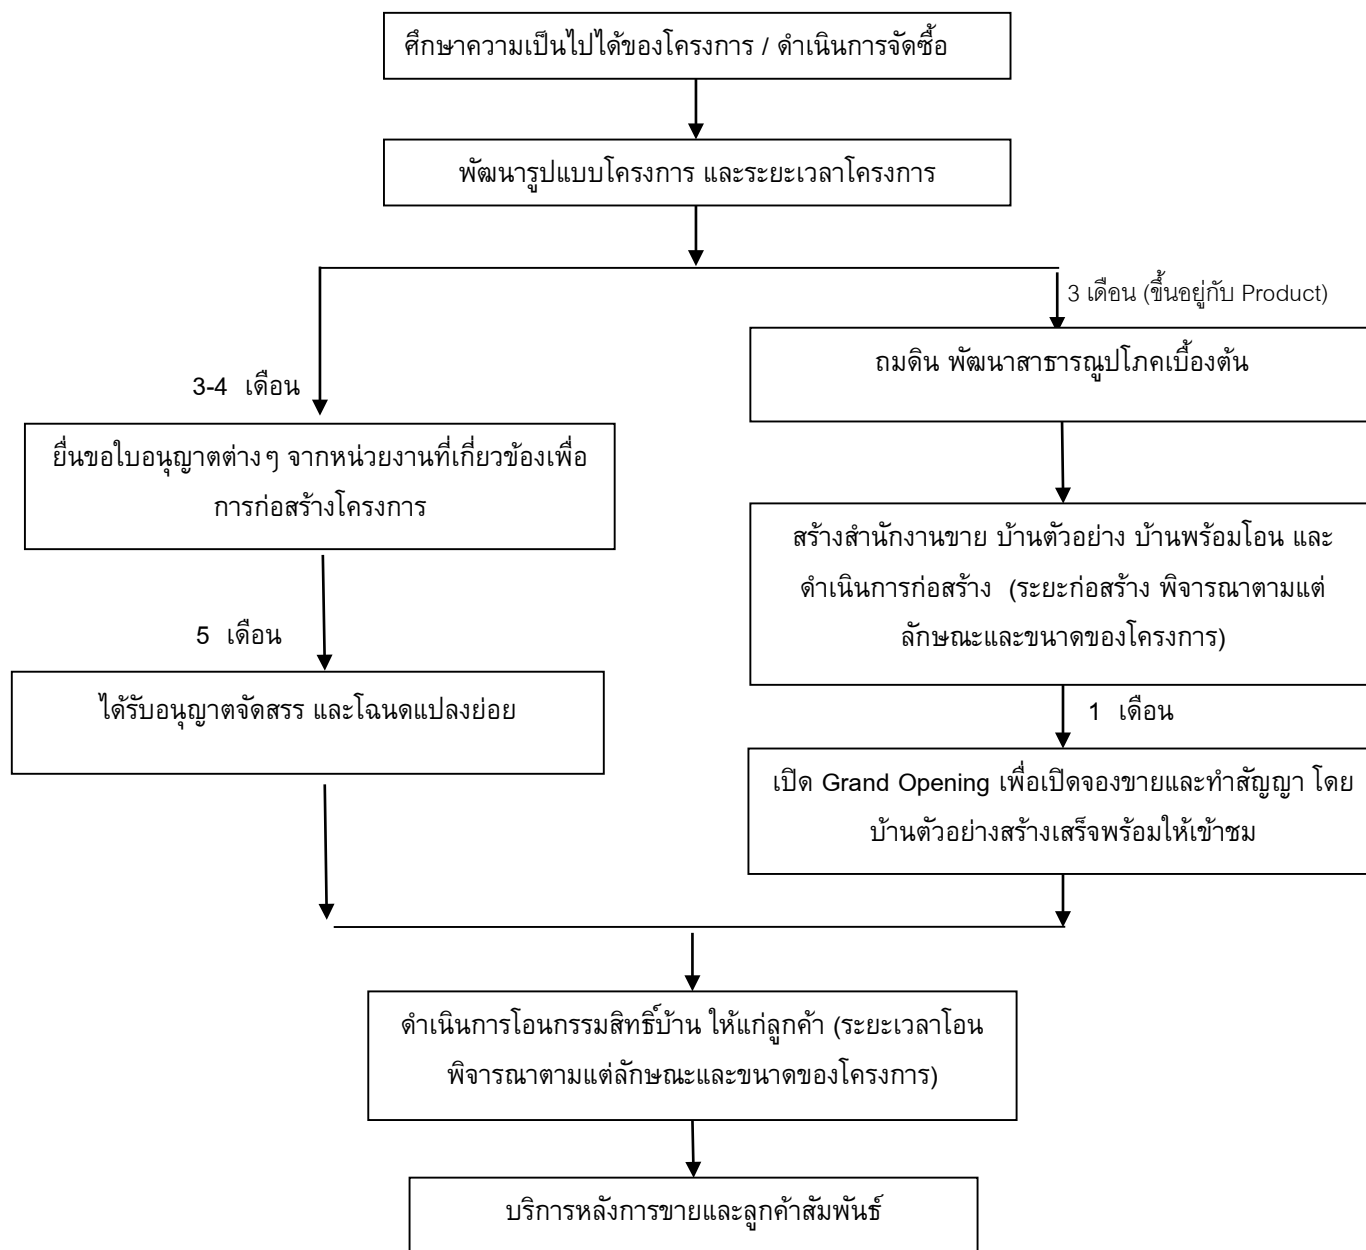 ศึกษาความเป็นไปได้ของโครงการ / ดำเนินการจัดซื้อ
พัฒนารูปแบบโครงการ และระยะเวลาโครงการ
3 เดือน (ขึ้นอยู่กับ Product)
ถมดิน พัฒนาสาธารณูปโภคเบื้องต้น
3-4 เดือน
ยื่นขอใบอนุญาตต่างๆ จากหน่วยงานที่เกี่ยวข้องเพื่อ
การก่อสร้างโครงการ
สร้างสำนักงานขาย บ้านตัวอย่าง บ้านพร้อมโอน และ
ดำเนินการก่อสร้าง (ระยะก่อสร้าง พิจารณาตามแต่
ลักษณะและขนาดของโครงการ)
5 เดือน
ได้รับอนุญาตจัดสรร และโฉนดแปลงย่อย
1 เดือน
เปิด Grand Opening เพื่อเปิดจองขายและทำสัญญา โดย
บ้านตัวอย่างสร้างเสร็จพร้อมให้เข้าชม
ดำเนินการโอนกรรมสิทธิ์บ้าน ให้แก่ลูกค้า (ระยะเวลาโอน
พิจารณาตามแต่ลักษณะและขนาดของโครงการ)
บริการหลังการขายและลูกค้าสัมพันธ์